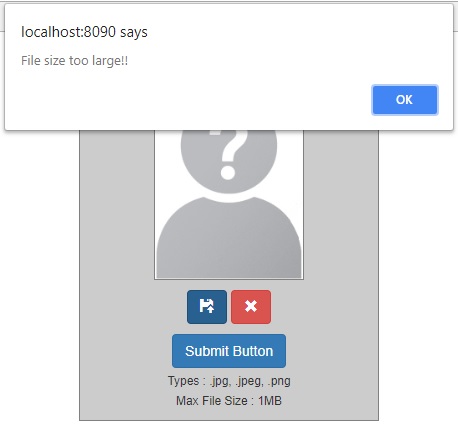 localhost:8090 says
File size too large!!
OK
?
Submit Button
Types : .jpg, .jpeg, .png
Max File Size : 1MB